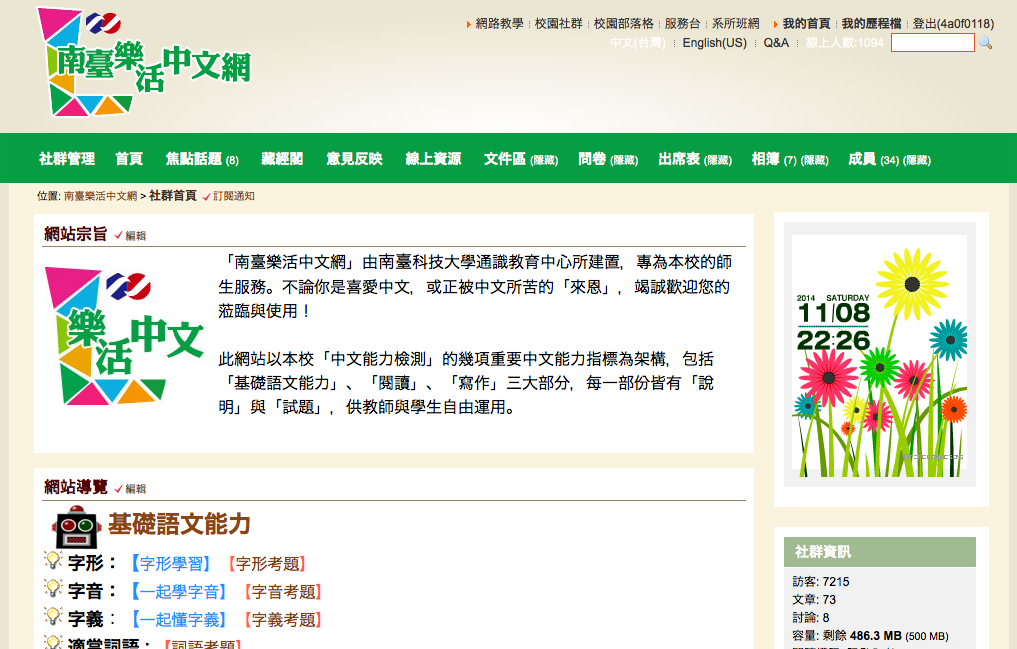 南臺樂活中文網
網路教學 校園社群 校園部落格 服務台 系所班網 我的首頁 我的歷程檔 登出(4a0f0118)
中文(台灣) English(US) Q&A 線上人數:1094
社群管理 首頁 焦點話題 (8) 藏經閣 意見反映 線上資源 文件區 (隱藏) 問卷 (隱藏) 出席表 (隱藏) 相簿 (7) (隱藏) 成員 (34) (隱藏)
位置: 南臺樂活中文網 > 社群首頁 訂閱通知
網站宗旨 編輯
樂活中文
「南臺樂活中文網」由南臺科技大學通識教育中心所建置，專為本校的師
生服務。不論你是喜愛中文，或正被中文所苦的「來恩」，竭誠歡迎您的
蒞臨與使用！
此網站以本校「中文能力檢測」的幾項重要中文能力指標為架構，包括
「基礎語文能力」、「閱讀」、「寫作」三大部分，每一部份皆有「說
明」與「試題」，供教師與學生自由運用。
網站導覽 編輯
基礎語文能力
字形：【字形學習】【字形考題】
字音：【一起學字音】【字音考題】
字義：【一起懂字義】【字義考題】
適當詞語：【詞語考題】
2014 SATURDAY
11/08
22:26
社群資訊
訪客: 7215
文章: 73
討論: 8
容量: 剩餘 486.3 MB (500 MB)